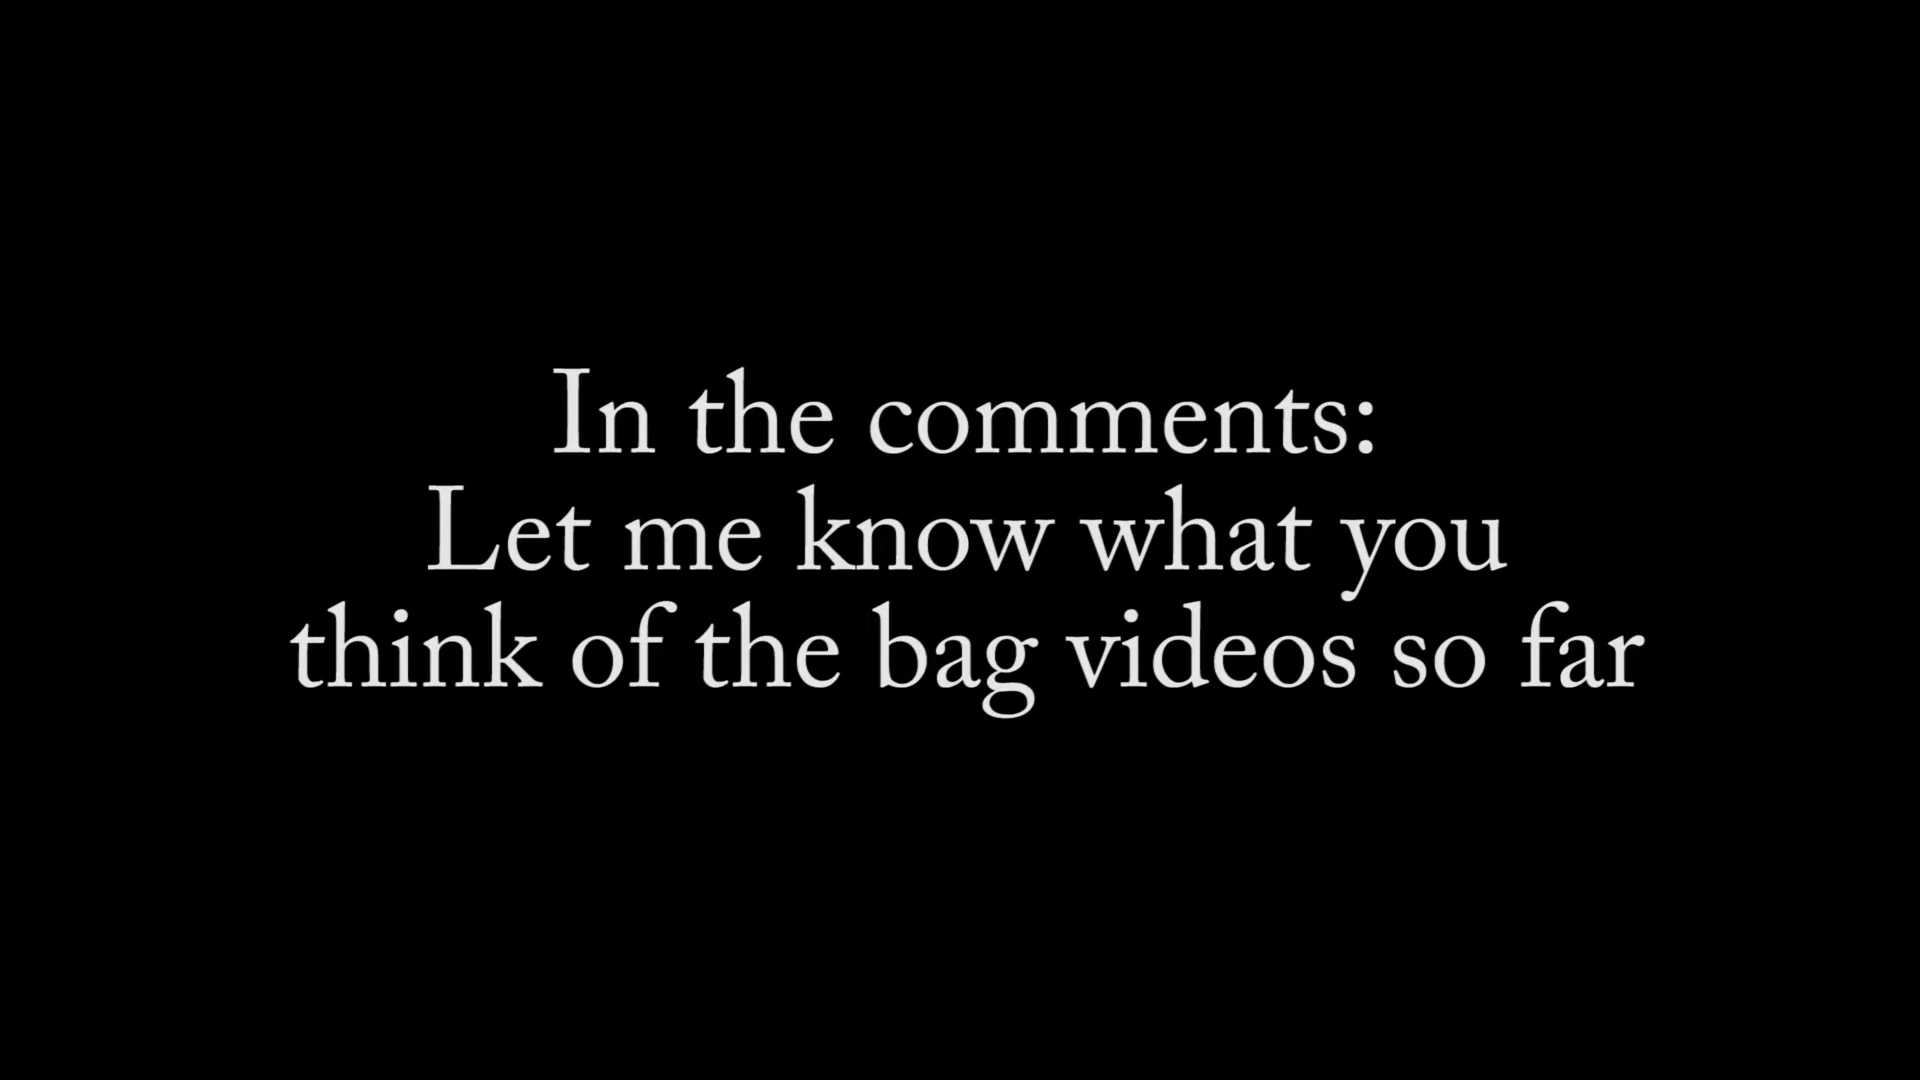 In the comments:
Let me know what you
think of the bag videos so far